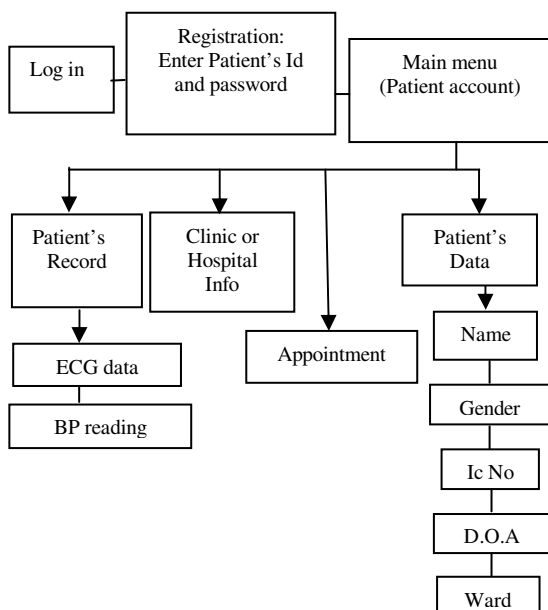 Log in
Registration:
Enter Patient's Id
and password
Main menu
(Patient account)
Patient's
Record
Clinic or
Hospital
Info
Patient's
Data
Appointment
Name
ECG data
BP reading
Gender
Ic No
D.O.A
Ward